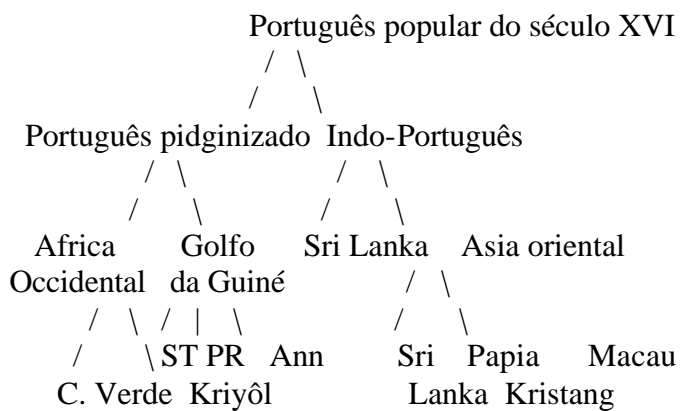 Português popular do século XVI
Português pidginizado Indo-Português
Africa Golfo Sri Lanka Asia oriental
Occidental da Guiné
ST PR Ann Sri Papia Macau
C. Verde Kriyôl Lanka Kristang